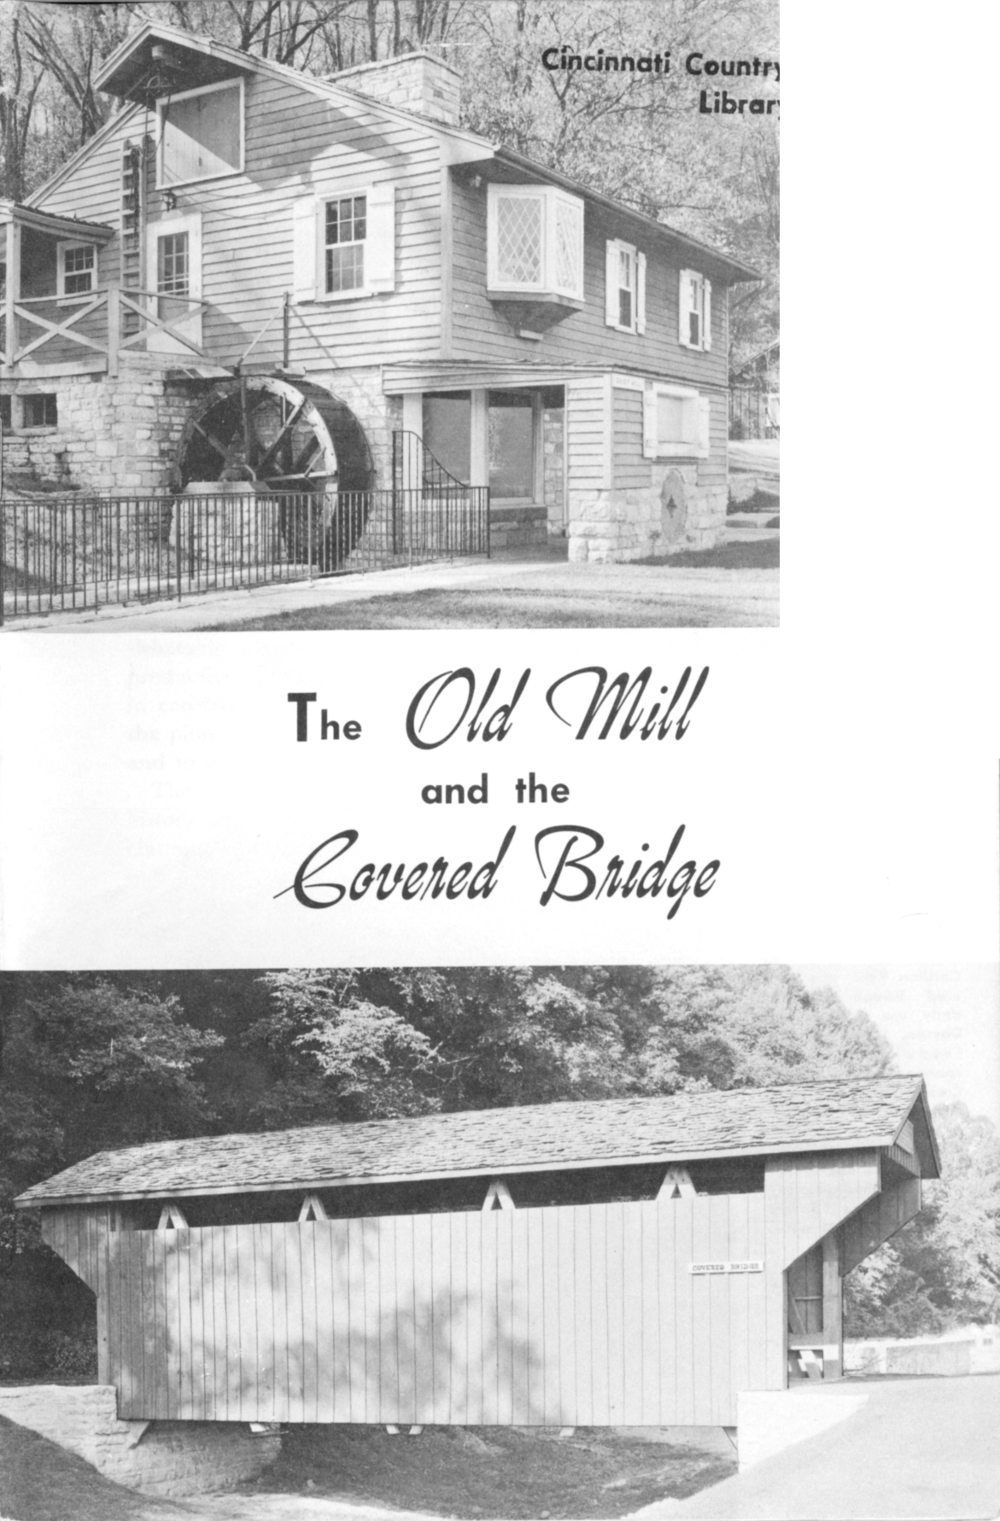 Cincinnati Country
Library
The Old Mill
and the
Covered Bridge
COVERED BRIDGE